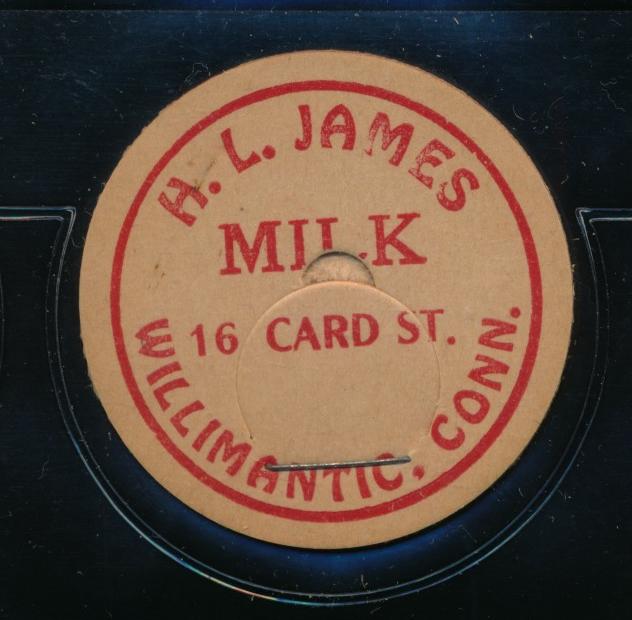 H. L. JAMES
MILK
16 CARD ST.
WILLIMANTIC, CONN.